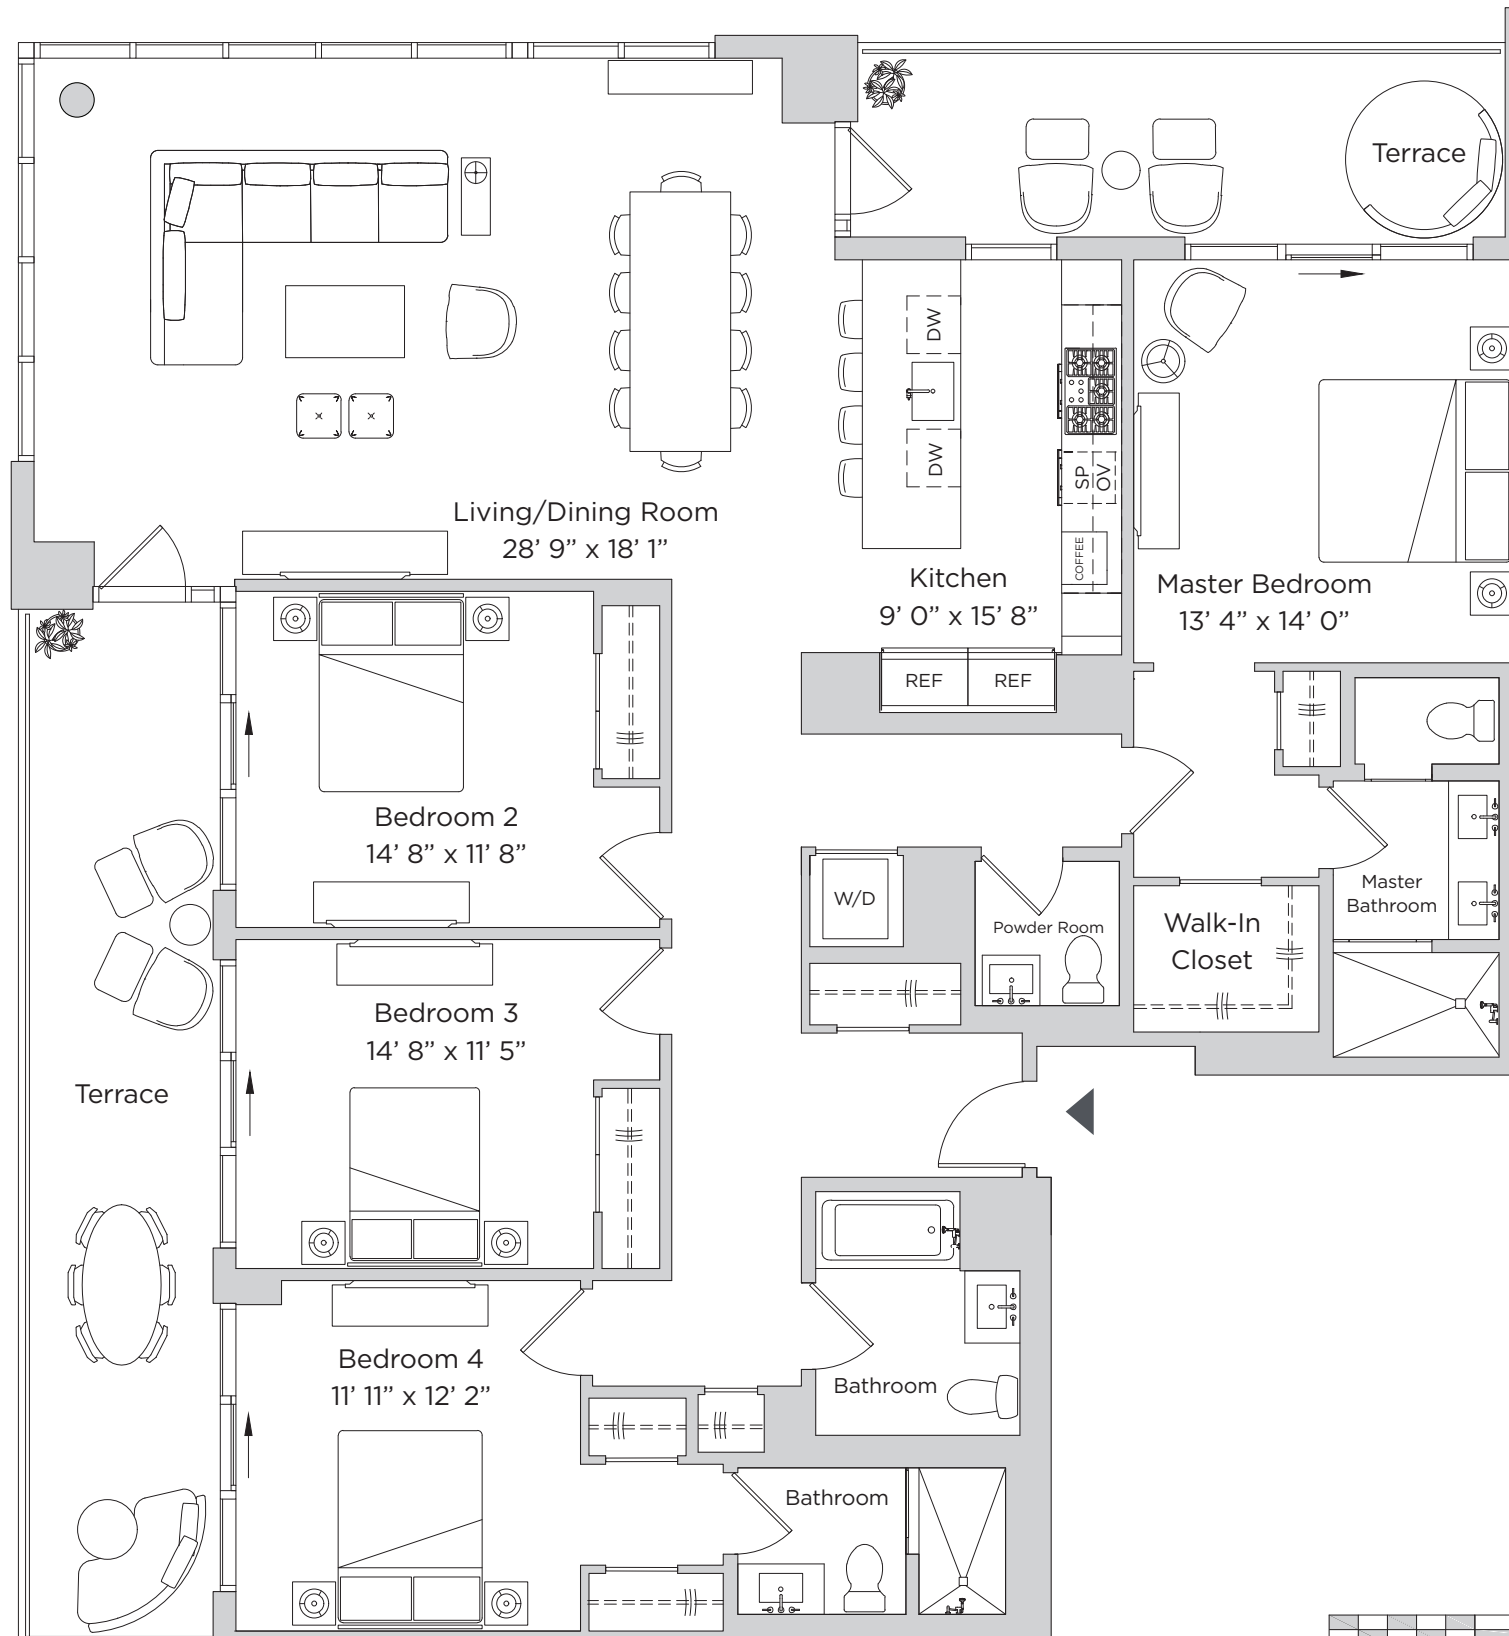 Terrace
DW
DW
SP
OV
COFFEE
Living/Dining Room
28’ 9” x 18’ 1”
Kitchen
9’ 0” x 15’ 8”
Master Bedroom
13’ 4” x 14’ 0”
REF
REF
Bedroom 2
14’ 8” x 11’ 8”
W/D
Powder Room
Walk-In
Closet
Master
Bathroom
Bedroom 3
14’ 8” x 11’ 5”
Terrace
Bedroom 4
11’ 11” x 12’ 2”
Bathroom
Bathroom